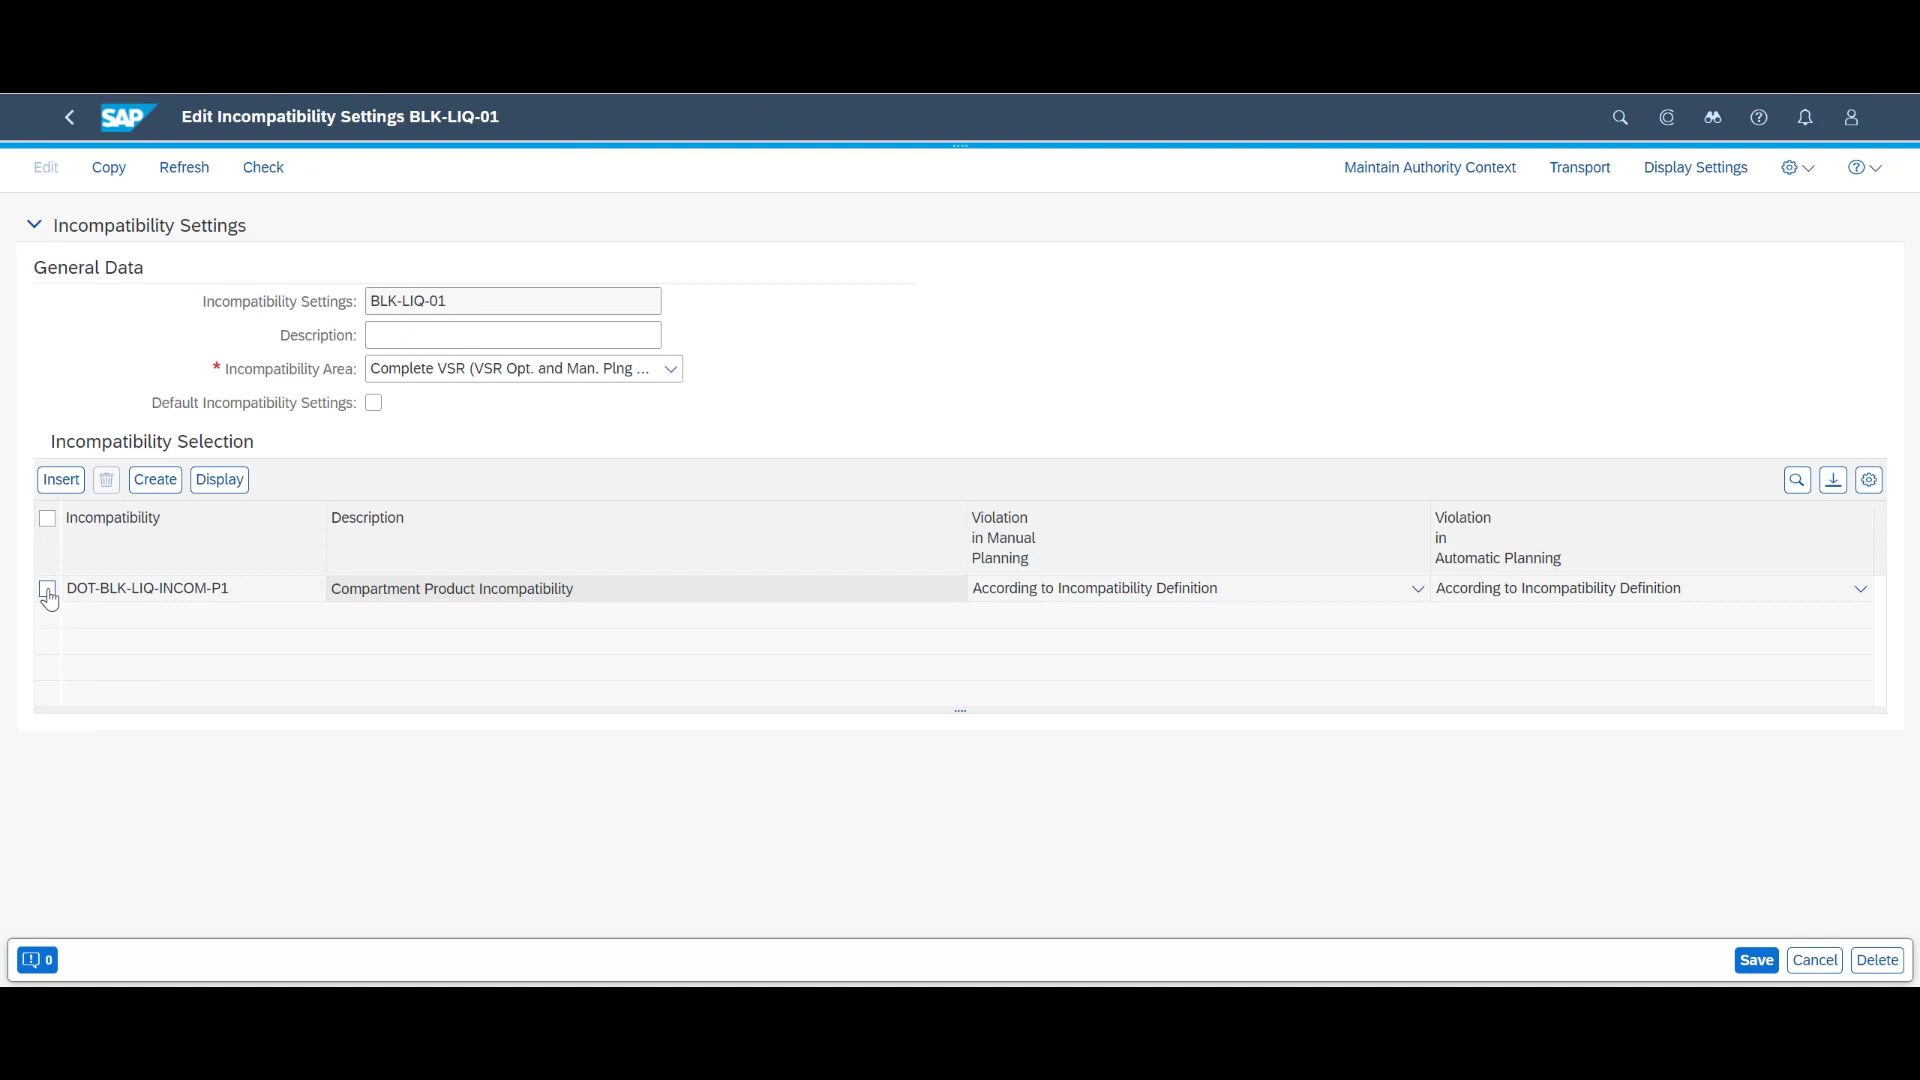 SAP Edit Incompatibility Settings BLK-LIQ-01
Edit Copy Refresh Check Maintain Authority Context Transport Display Settings
Incompatibility Settings
General Data
Incompatibility Settings: BLK-LIQ-01
Description:
* Incompatibility Area: Complete VSR (VSR Opt. and Man. Plng ...
Default Incompatibility Settings:
Incompatibility Selection
Insert Create Display
Incompatibility Description Violation in Manual Planning Violation in Automatic Planning
DOT-BLK-LIQ-INCOM-P1 Compartment Product Incompatibility According to Incompatibility Definition According to Incompatibility Definition
0 Save Cancel Delete